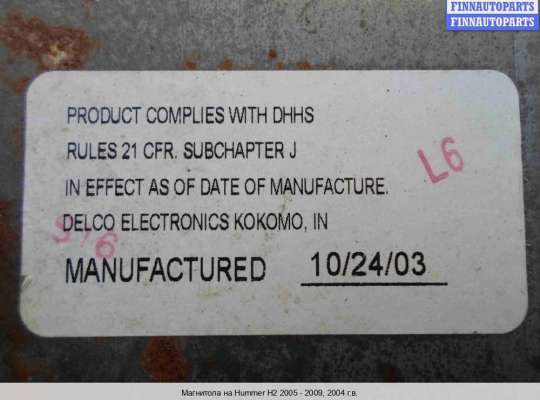 FINNAUTOPARTS
FINNAUTOPARTS
FINNAUTOPARTS
PRODUCT COMPLIES WITH DHHS
RULES 21 CFR. SUBCHAPTER J
L6
IN EFFECT AS OF DATE OF MANUFACTURE.
DELCO ELECTRONICS KOKOMO, IN
MANUFACTURED 10/24/03
Магнитола на Hummer H2 2005 - 2009, 2004 г.в.